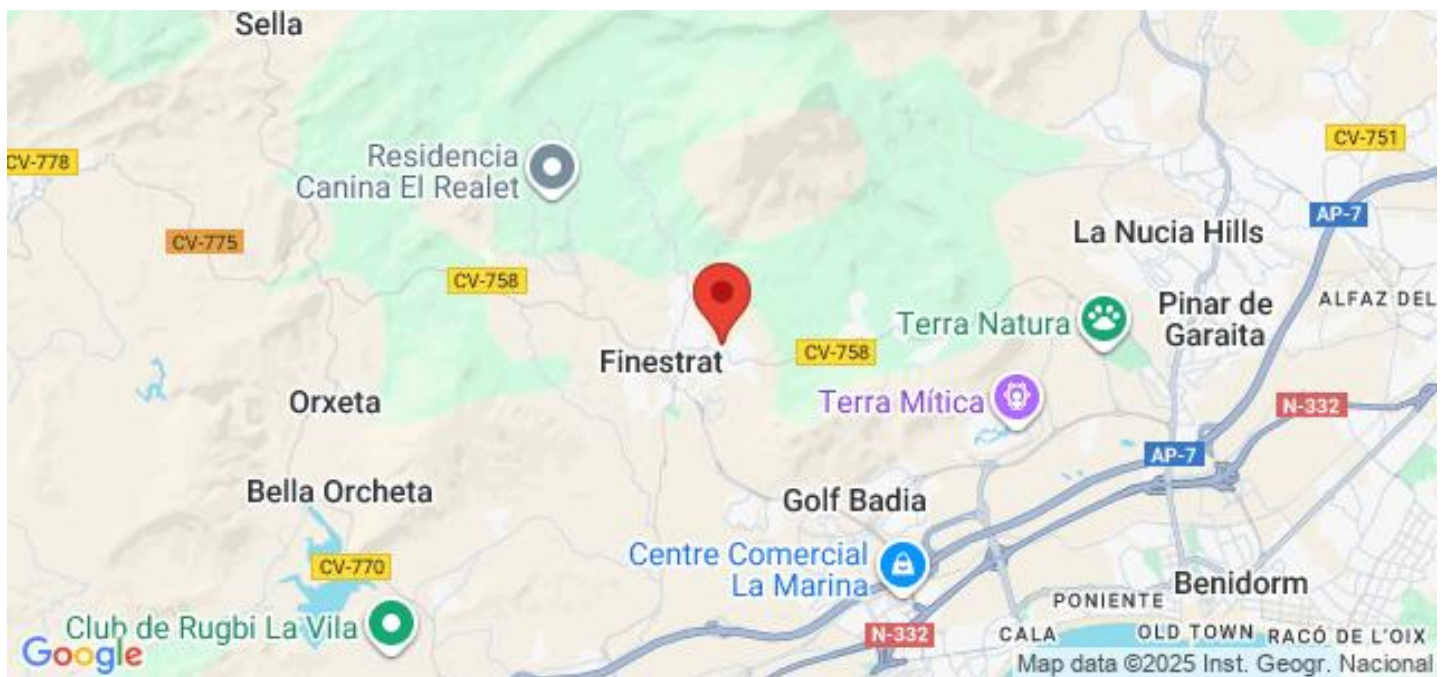 Sella
CV-751
Residencia
Canina El Realet
CV-778
AP-7
CV-775
La Nucia Hills
CV-758
ALFAZ DEL
Pinar de
Garaita
Terra Natura
CV-758
Finestrat
Orxeta
Terra Mítica
N-332
AP-7
Bella Orcheta
Golf Badia
Centre Comercial
La Marina
CV-770
Benidorm
PONIENTE
Club de Rugbi La Vila
N-332
CALA
OLD TOWN
RACÓ DE L'OIX
Google
Map data ©2025 Inst. Geogr. Nacional